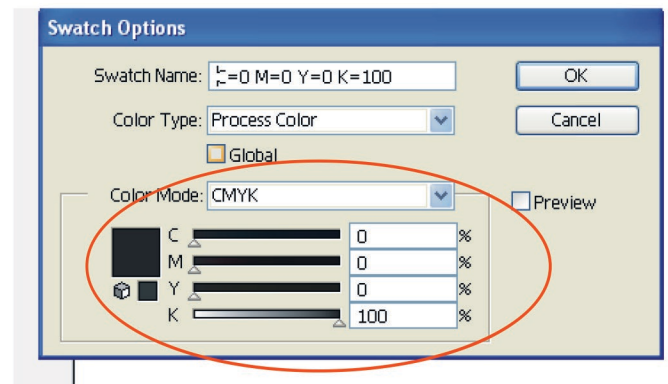 Swatch Options
Swatch Name: C=0 M=0 Y=0 K=100
OK
Color Type: Process Color
Cancel
Global
Color Mode: CMYK
Preview
C 0 %
M 0 %
Y 0 %
K 100 %